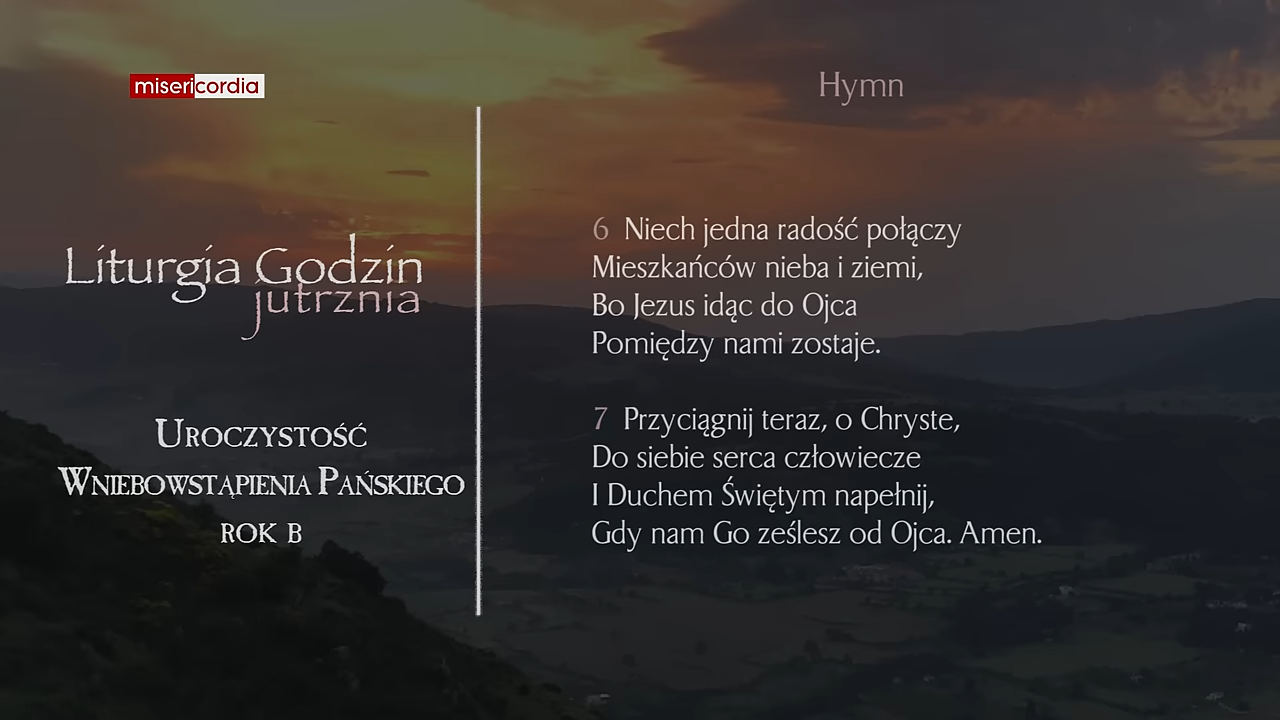 misericordia
Liturgia Godzin
jutrznia
Uroczystość
Wniebowstąpienia Pańskiego
rok B
Hymn
6 Niech jedna radość połączy
Mieszkańców nieba i ziemi,
Bo Jezus idąc do Ojca
Pomiędzy nami zostaje.
7 Przyciągnij teraz, o Chryste,
Do siebie serca człowiecze
I Duchem Świętym napełnij,
Gdy nam Go ześlesz od Ojca. Amen.